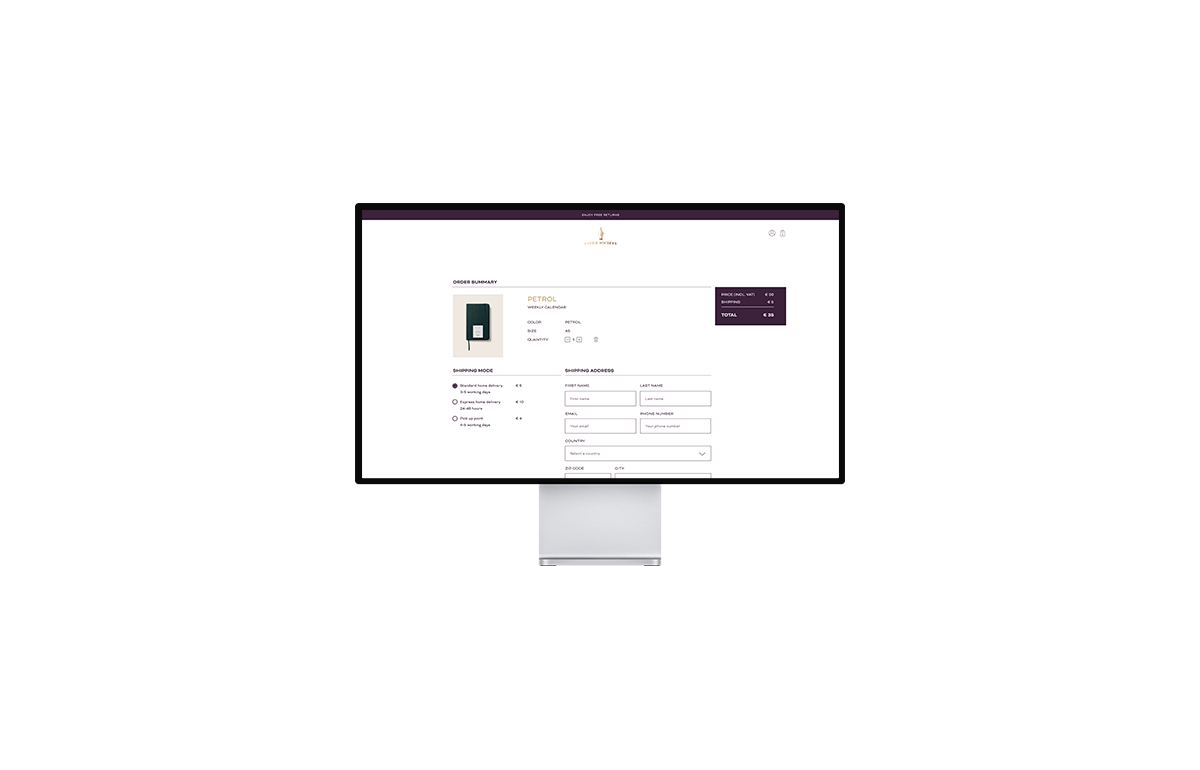 ENJOY FREE RETURNS
ORDER SUMMARY
PETROL
WEEKLY CALENDAR
COLOR PETROL
SIZE A5
QUANTITY
PRICE (INCL. VAT) € 30
SHIPPING € 5
TOTAL € 35
SHIPPING MODE
Standard home delivery € 5
3-5 working days
Express home delivery € 10
24-48 hours
Pick up point € 4
4-5 working days
SHIPPING ADDRESS
FIRST NAME LAST NAME
First name Last name
EMAIL PHONE NUMBER
Your email Your phone number
COUNTRY
Select a country
ZIP CODE CITY